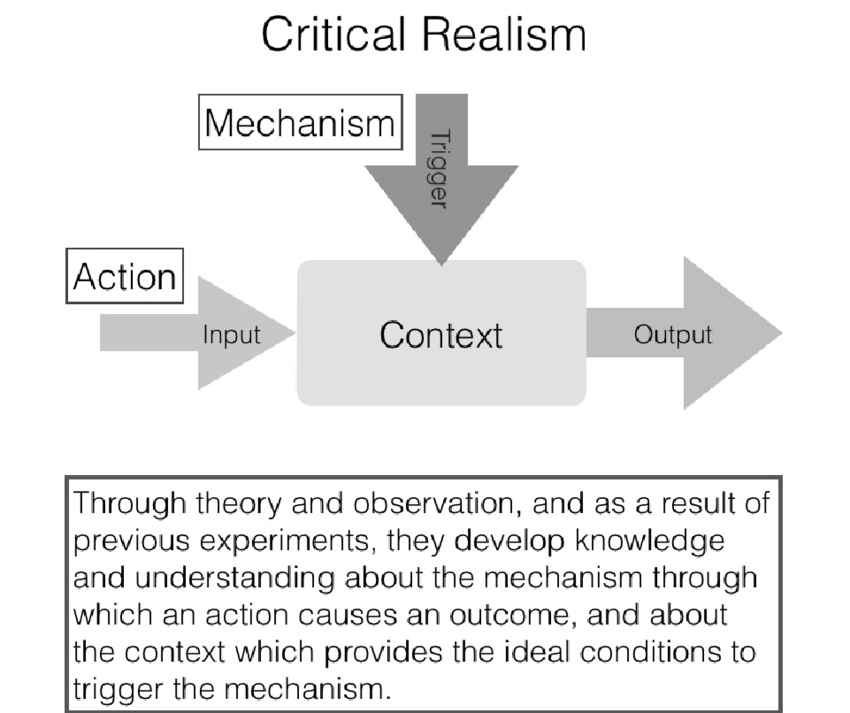 Critical Realism
Mechanism
Trigger
Action
Input
Context
Output
Through theory and observation, and as a result of
previous experiments, they develop knowledge
and understanding about the mechanism through
which an action causes an outcome, and about
the context which provides the ideal conditions to
trigger the mechanism.